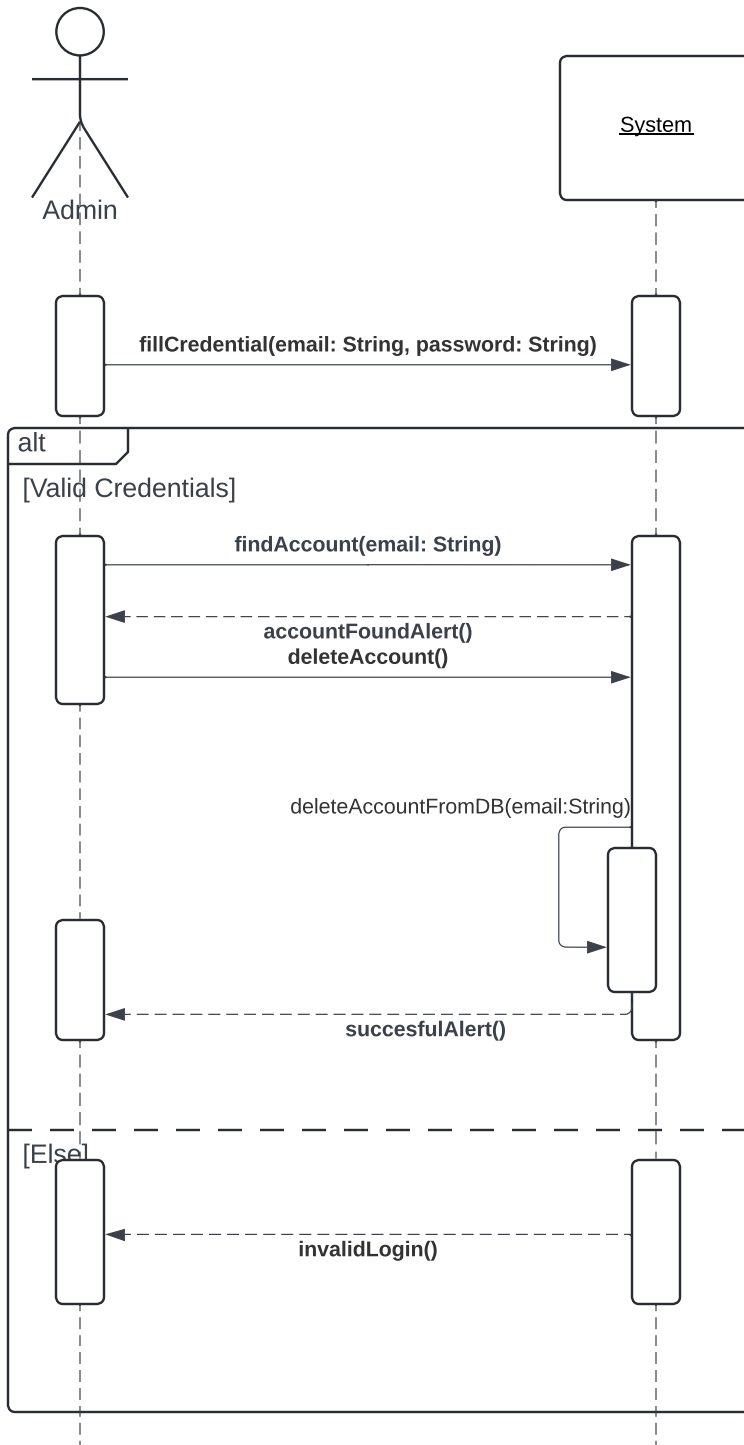 System
Admin
fillCredential(email: String, password: String)
alt
[Valid Credentials]
findAccount(email: String)
accountFoundAlert()
deleteAccount()
deleteAccountFromDB(email:String)
succesfulAlert()
[Else]
invalidLogin()